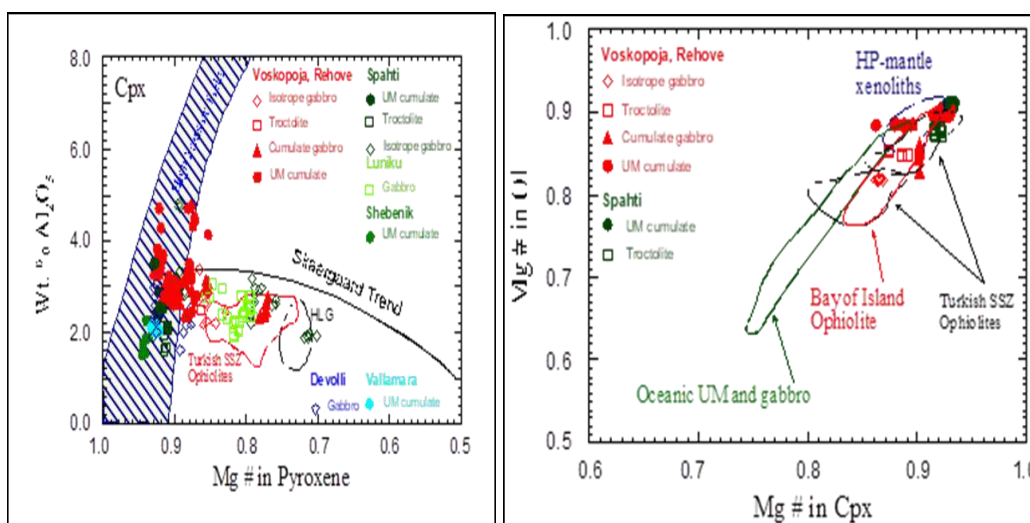 Cpx
8.0
6.0
4.0
2.0
0.0
1.0
0.9
0.8
0.7
0.6
0.5
Mg # in Pyroxene
Voskopoja, Rehove
Isotrope gabbro
Troctolite
Cumulate gabbro
UM cumulate
Spahti
UM cumulate
Troctolite
Isotrope gabbro
Luniku
Gabbro
Shebenik
UM cumulate
Skaergaard Trend
HLG
Turkish SSZ
Ophiolites
Devolli
Gabbro
Vallamara
UM cumulate
1.0
0.9
0.8
0.7
0.6
0.5
0.6
0.7
0.8
0.9
1.0
Mg # in Ol
Mg # in Cpx
Voskopoja, Rehove
Isotrope gabbro
Troctolite
Cumulate gabbro
UM cumulate
Spahti
UM cumulate
Troctolite
HP-mantle
xenoliths
Bay of Island
Ophiolite
Turkish SSZ
Ophiolites
Oceanic UM and gabbro